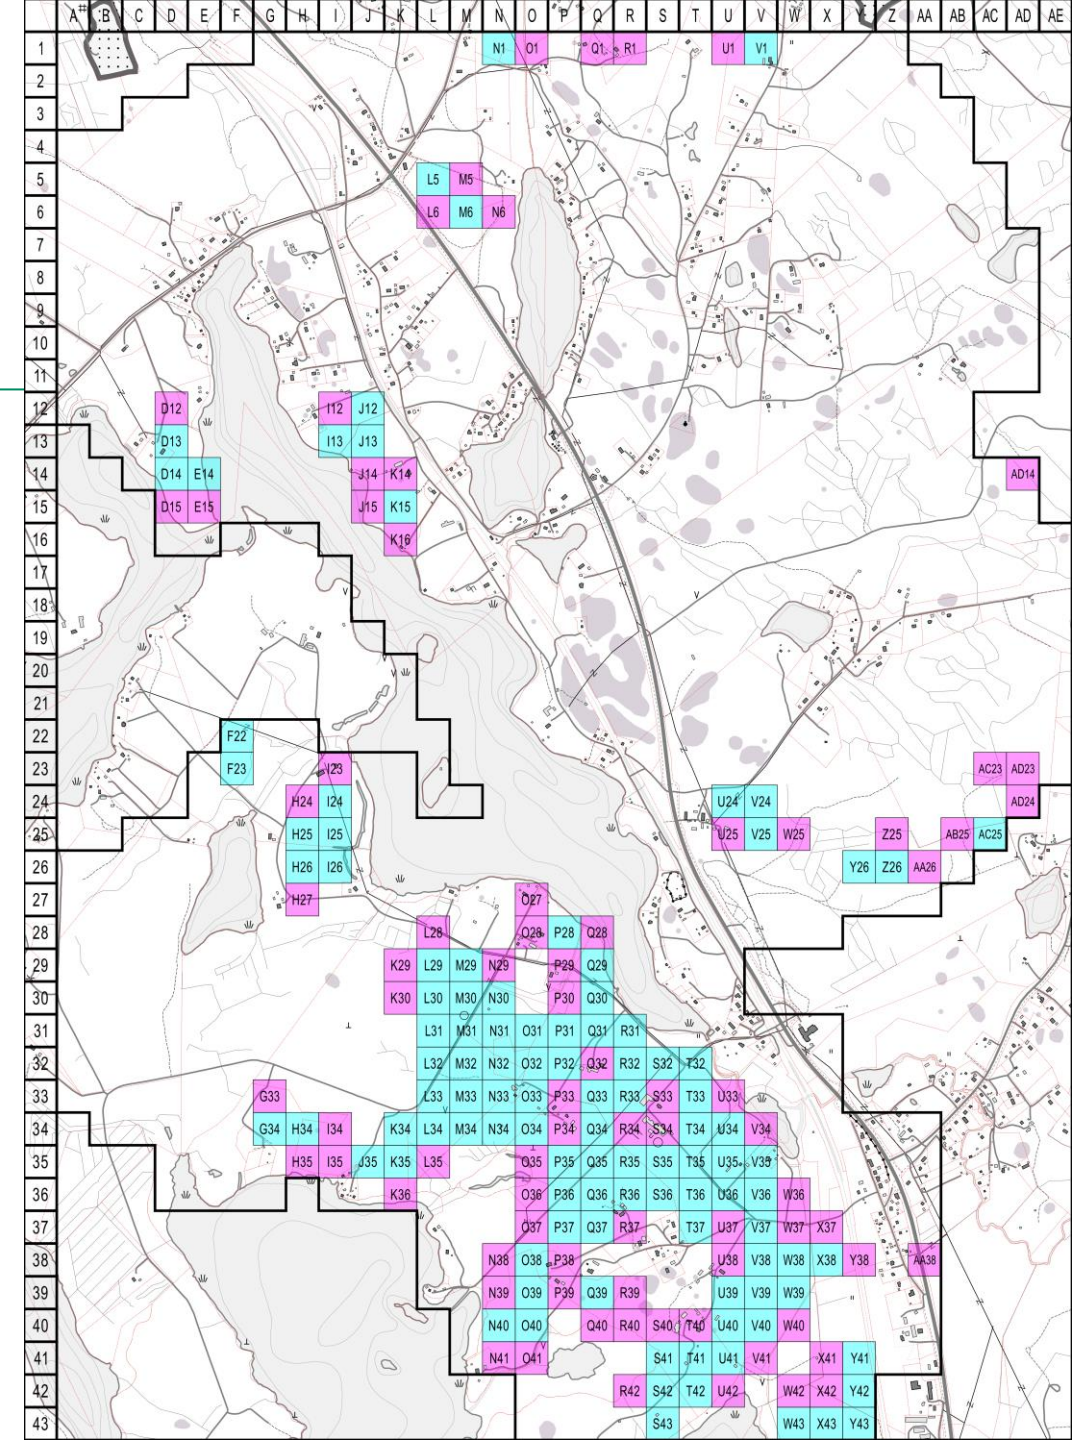 A B C D E F G H I J K L M N O P Q R S T U V W X Y Z AA AB AC AD AE
1 N1 O1 Q1 R1 U1 V1
2
3
4
5 L5 M5
6 L6 M6 N6
7
8
9
10
11
12 D12 I12 J12
13 D13 I13 J13
14 D14 E14 J14 K14 AD14
15 D15 E15 J15 K15
16 K16
17
18
19
20
21
22 F22
23 F23 I23 AC23 AD23
24 H24 I24 U24 V24 AD24
25 H25 I25 U25 V25 W25 Z25 AB25 AC25
26 H26 I26 Y26 Z26 AA26
27 H27 O27
28 L28 O28 P28 Q28
29 K29 L29 M29 N29 P29 Q29
30 K30 L30 M30 N30 P30 Q30
31 L31 M31 N31 O31 P31 Q31 R31
32 L32 M32 N32 O32 P32 Q32 R32 S32 T32
33 G33 L33 M33 N33 O33 P33 Q33 R33 S33 T33 U33
34 G34 H34 I34 K34 L34 M34 N34 O34 P34 Q34 R34 S34 T34 U34 V34
35 H35 I35 J35 K35 L35 O35 P35 Q35 R35 S35 T35 U35 V35
36 K36 O36 P36 Q36 R36 S36 T36 U36 V36 W36
37 O37 P37 Q37 R37 T37 U37 V37 W37 X37
38 N38 O38 P38 U38 V38 W38 X38 Y38 AA38
39 N39 O39 P39 Q39 R39 U39 V39 W39
40 N40 O40 Q40 R40 S40 T40 U40 V40 W40
41 N41 O41 S41 T41 U41 V41 X41 Y41
42 R42 S42 T42 U42 W42 X42 Y42
43 S43 W43 X43 Y43